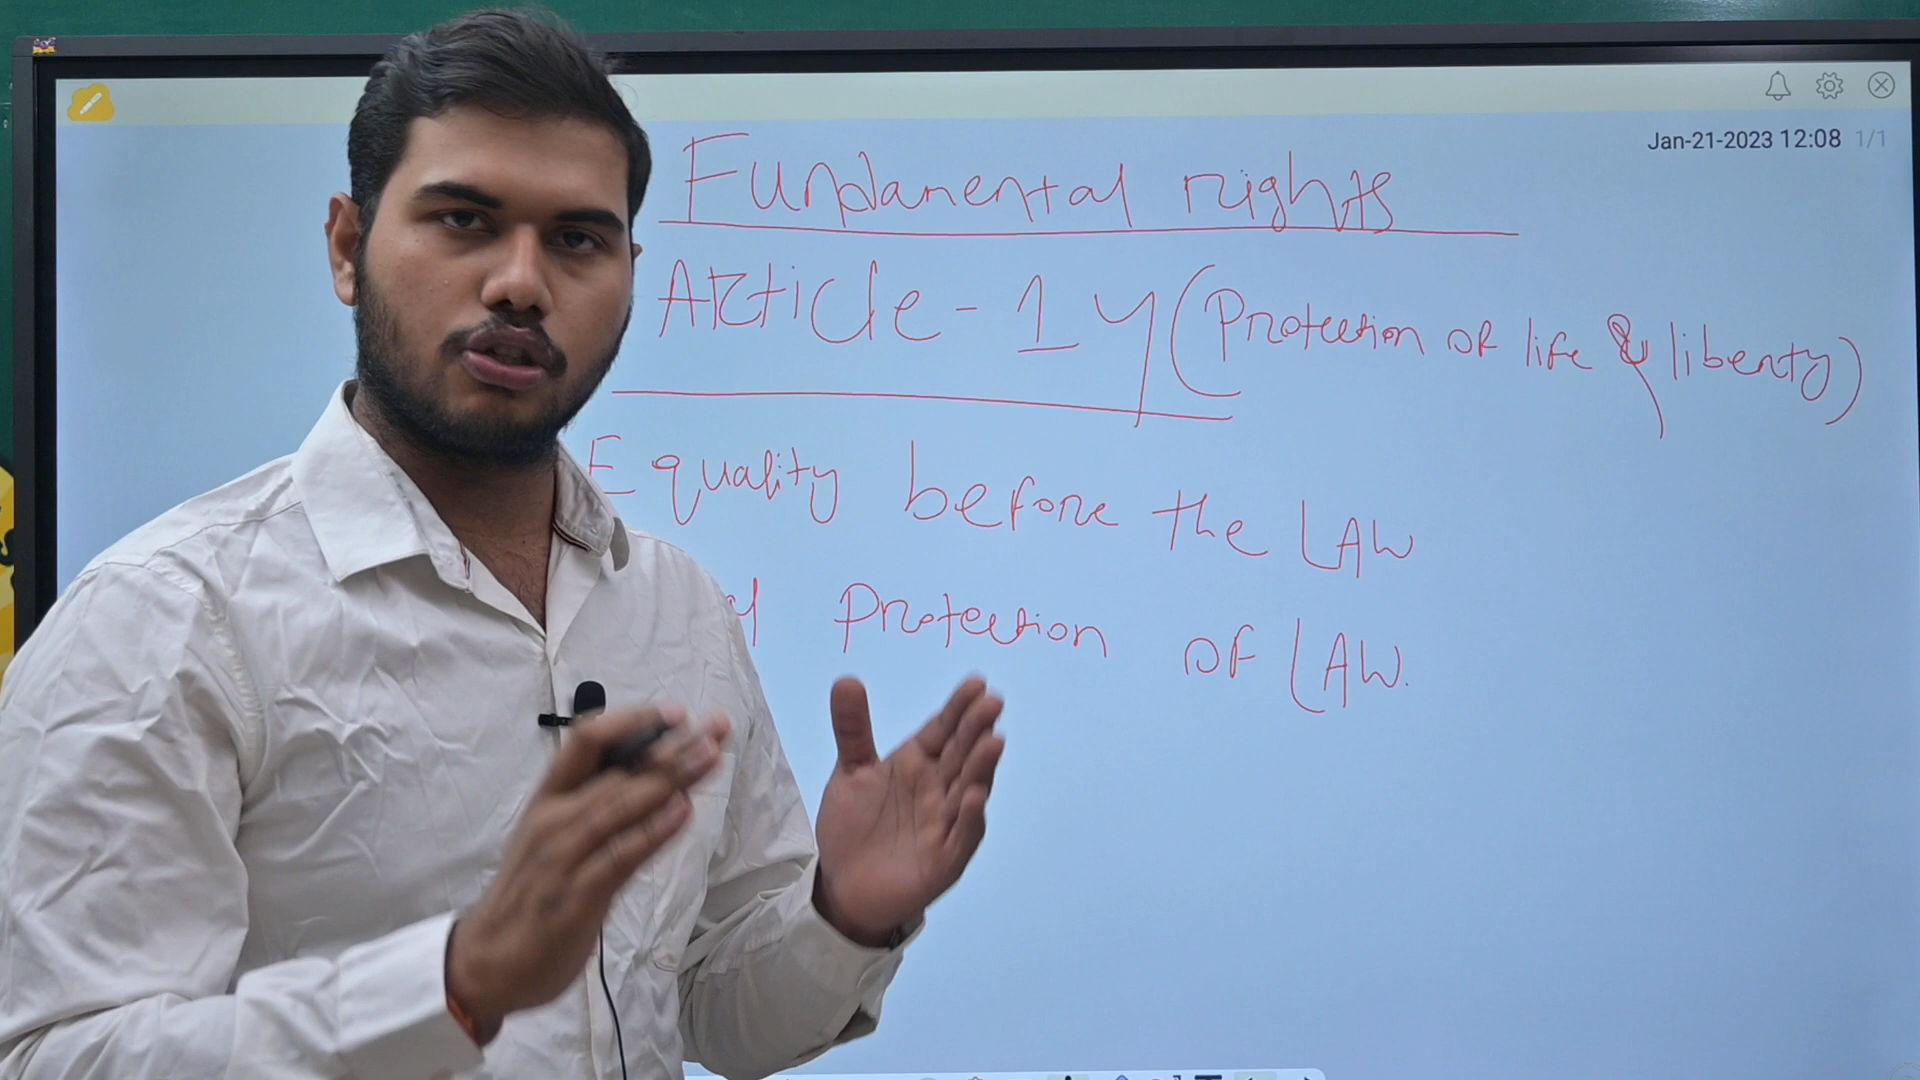 Jan-21-2023 12:08 1/1
Fundamental rights
Article-14 (Protection of life & liberty)
Equality before the LAW
Protection of LAW.